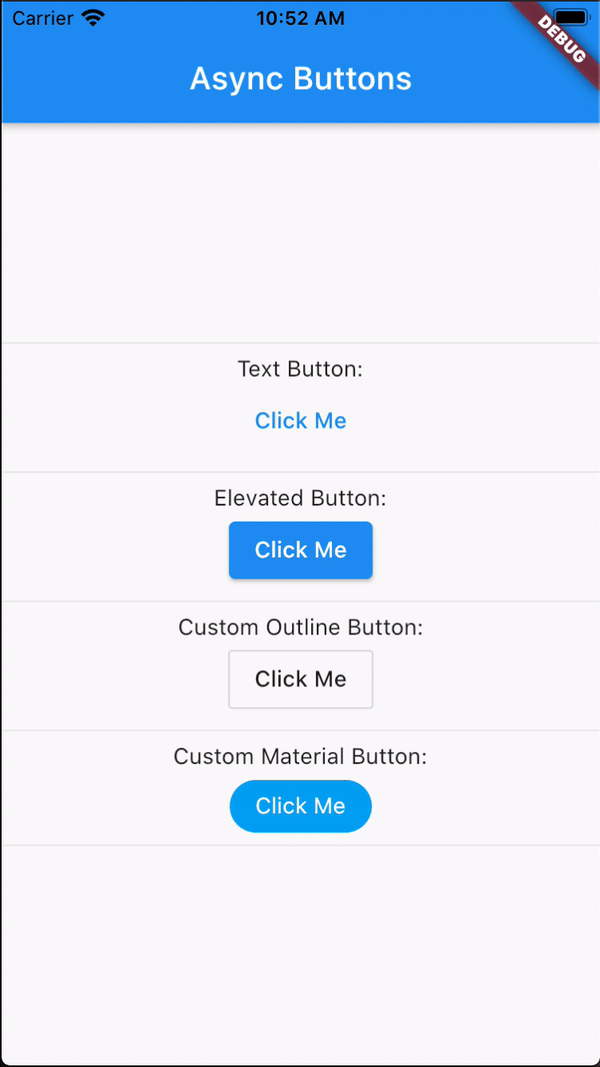 Carrier 10:52 AM
DEBUG
Async Buttons
Text Button:
Click Me
Elevated Button:
Click Me
Custom Outline Button:
Click Me
Custom Material Button:
Click Me